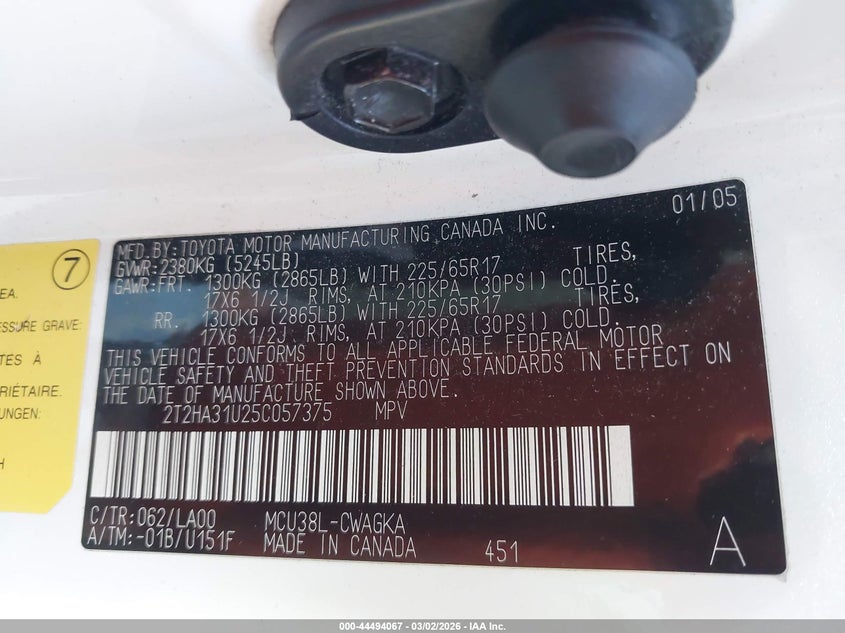 7
EA.
ESSURE GRAVE:
TES À
RIÉTAIRE.
UNGEN:
H
01/05
MFD.BY:TOYOTA MOTOR MANUFACTURING CANADA INC.
GVWR:2380KG (5245LB)
GAWR:FRT. 1300KG (2865LB) WITH 225/65R17 TIRES,
17X6 1/2J RIMS, AT 210KPA (30PSI) COLD.
RR. 1300KG (2865LB) WITH 225/65R17 TIRES,
17X6 1/2J RIMS, AT 210KPA (30PSI) COLD.
THIS VEHICLE CONFORMS TO ALL APPLICABLE FEDERAL MOTOR
VEHICLE SAFETY AND THEFT PREVENTION STANDARDS IN EFFECT ON
THE DATE OF MANUFACTURE SHOWN ABOVE.
2T2HA31U25C057375 MPV
C/TR:062/LA00 MCU38L-CWAGKA
A/TM:-01B/U151F MADE IN CANADA 451 A
000-44494067 - 03/02/2026 - IAA Inc.